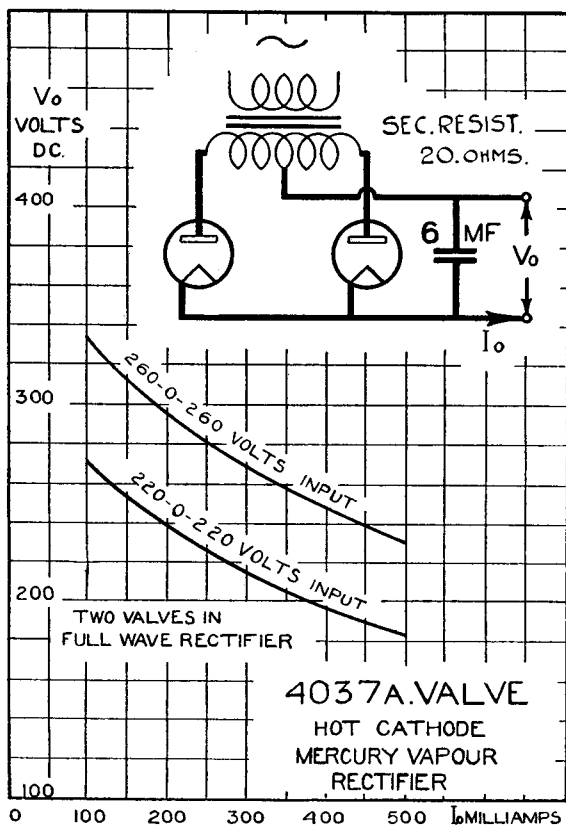 Vo
VOLTS
DC.
SEC. RESIST.
20.OHMS.
400
6 MF
Vo
Io
300
260-0-260 VOLTS INPUT
220-0-220 VOLTS INPUT
200
TWO VALVES IN
FULL WAVE RECTIFIER
4037A.VALVE
HOT CATHODE
MERCURY VAPOUR
RECTIFIER
100
0 100 200 300 400 500 Io MILLIAMPS